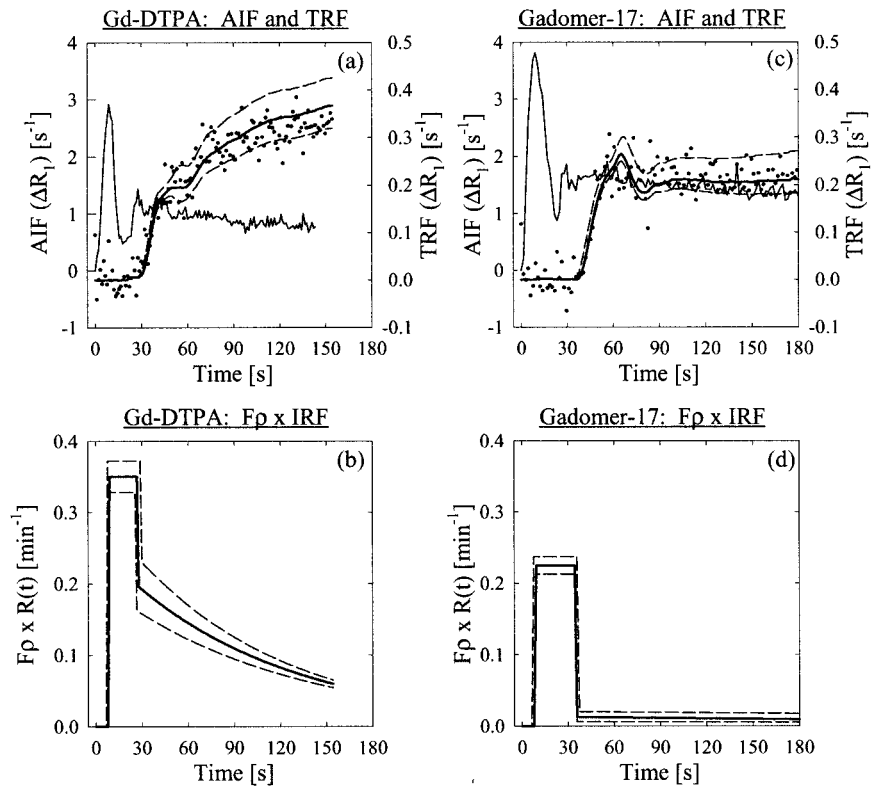 Gd-DTPA: AIF and TRF
(a)
4
3
2
1
0
-1
0.5
0.4
0.3
0.2
0.1
0.0
-0.1
AIF (ΔR1) [s-1]
TRF (ΔR1) [s-1]
0 30 60 90 120 150 180
Time [s]
Gadomer-17: AIF and TRF
(c)
4
3
2
1
0
-1
0.5
0.4
0.3
0.2
0.1
0.0
-0.1
AIF (ΔR1) [s-1]
TRF (ΔR1) [s-1]
0 30 60 90 120 150 180
Time [s]
Gd-DTPA: Fρ x IRF
(b)
0.4
0.3
0.2
0.1
0.0
Fρ x R(t) [min-1]
0 30 60 90 120 150 180
Time [s]
Gadomer-17: Fρ x IRF
(d)
0.4
0.3
0.2
0.1
0.0
Fρ x R(t) [min-1]
0 30 60 90 120 150 180
Time [s]